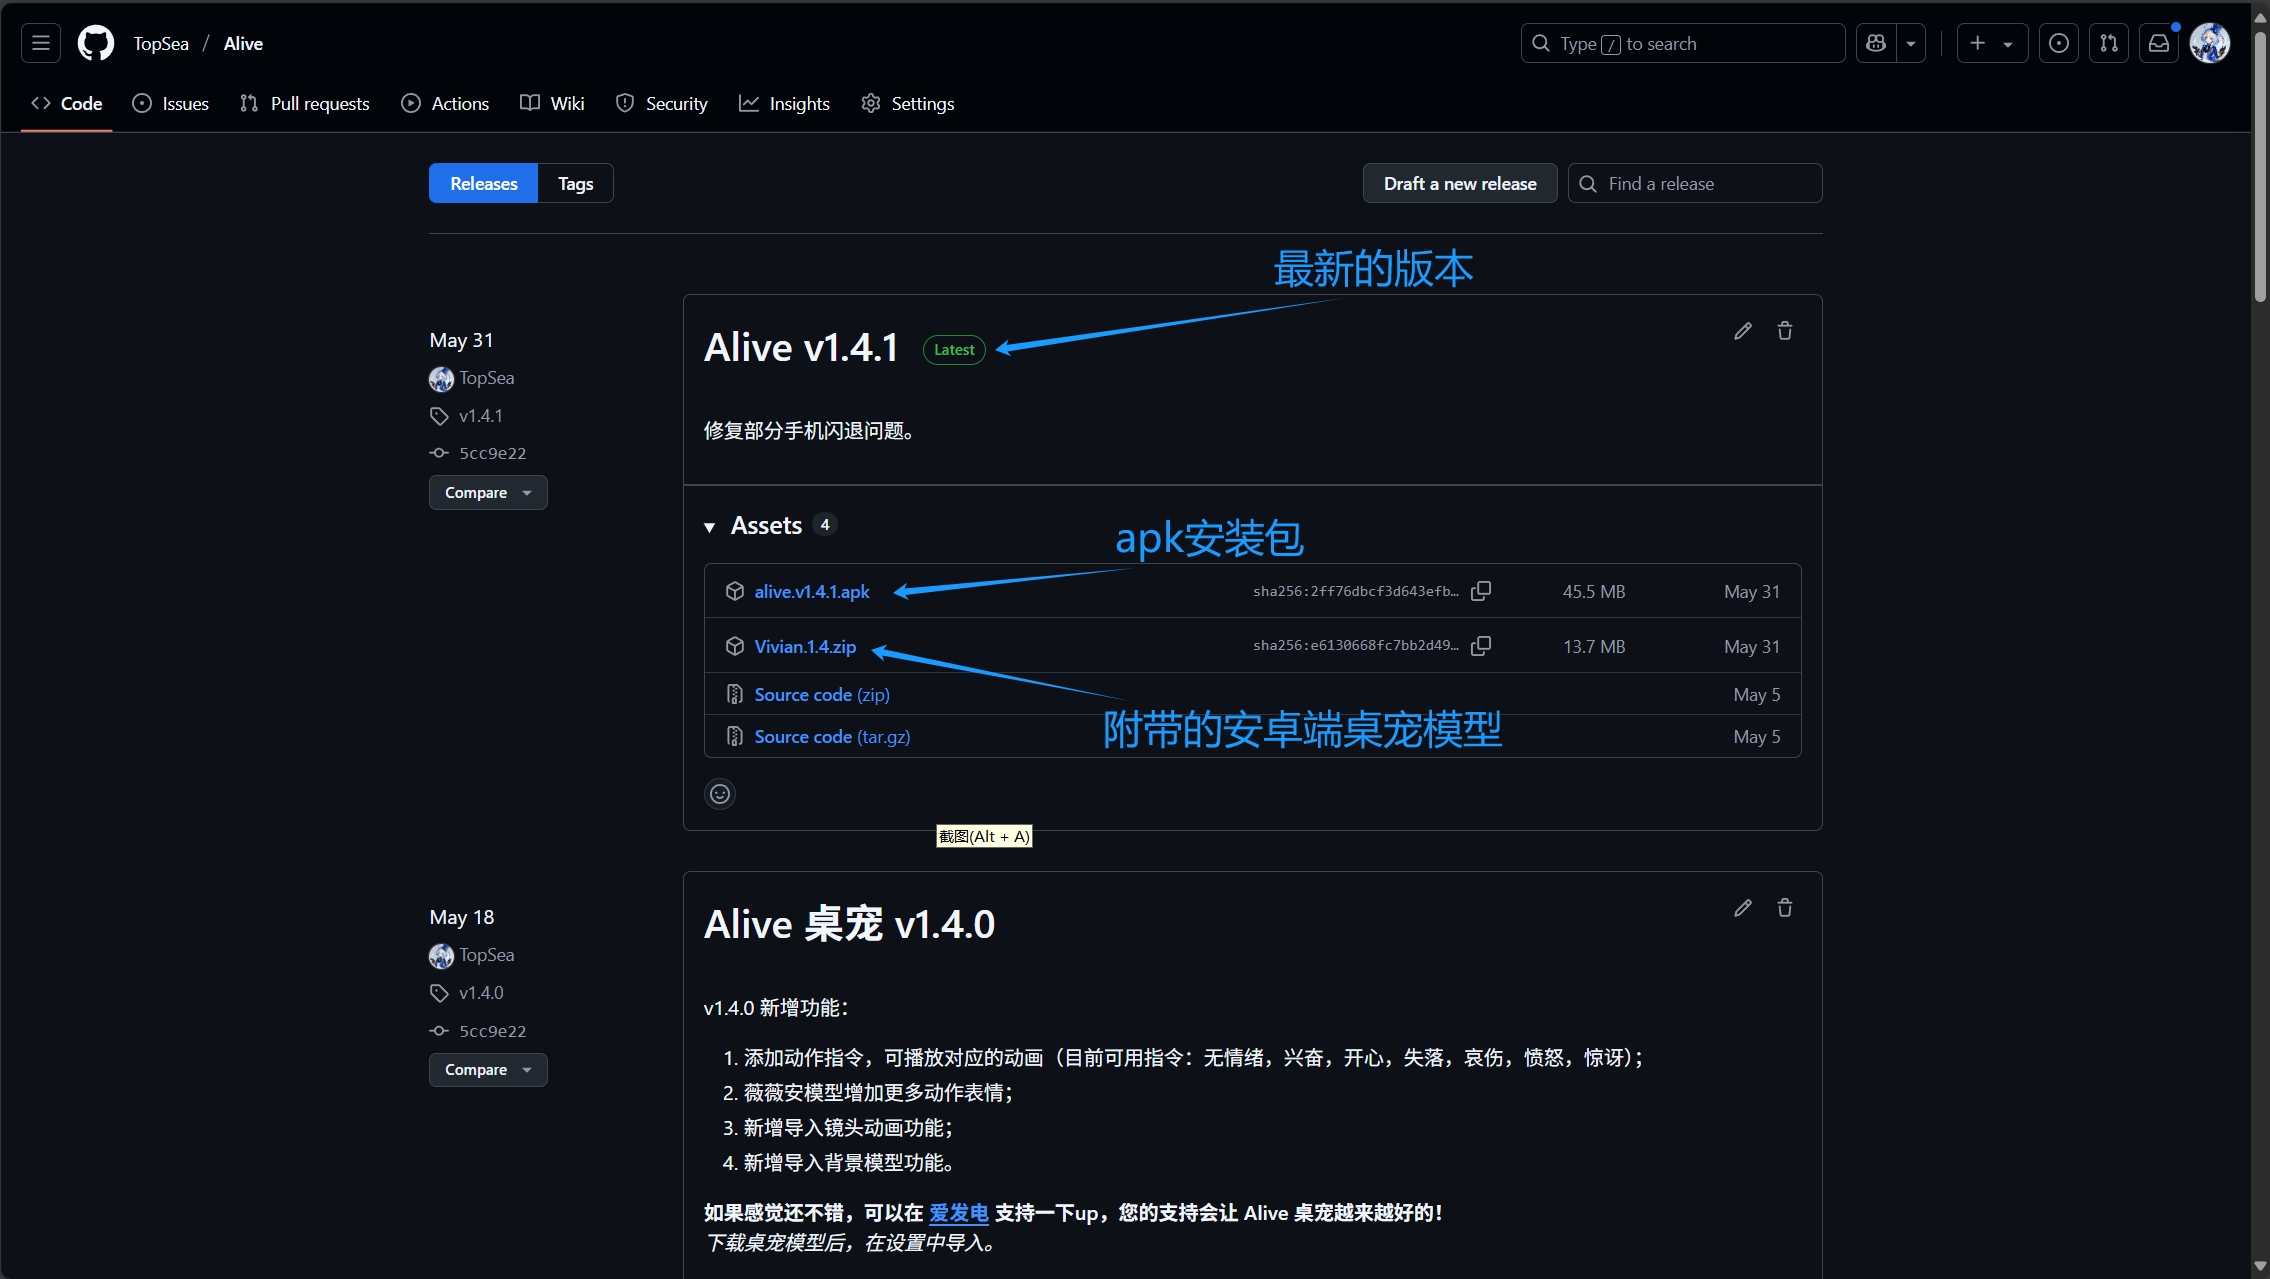 TopSea / Alive
Type / to search
Code
Issues
Pull requests
Actions
Wiki
Security
Insights
Settings
Releases
Tags
Draft a new release
Find a release
最新的版本
May 31
TopSea
v1.4.1
5cc9e22
Compare
Alive v1.4.1 Latest
修复部分手机闪退问题。
Assets 4
apk安装包
alive.v1.4.1.apk sha256:2ff76dbcf3d643efb… 45.5 MB May 31
Vivian.1.4.zip sha256:e6130668fc7bb2d49… 13.7 MB May 31
Source code (zip) May 5
附带的安卓端桌宠模型
Source code (tar.gz) May 5
截图(Alt + A)
May 18
TopSea
v1.4.0
5cc9e22
Compare
Alive 桌宠 v1.4.0
v1.4.0 新增功能：
1. 添加动作指令，可播放对应的动画（目前可用指令：无情绪，兴奋，开心，失落，哀伤，愤怒，惊讶）；
2. 薇薇安模型增加更多动作表情；
3. 新增导入镜头动画功能；
4. 新增导入背景模型功能。
如果感觉还不错，可以在 爱发电 支持一下up，您的支持会让 Alive 桌宠越来越好的！
下载桌宠模型后，在设置中导入。